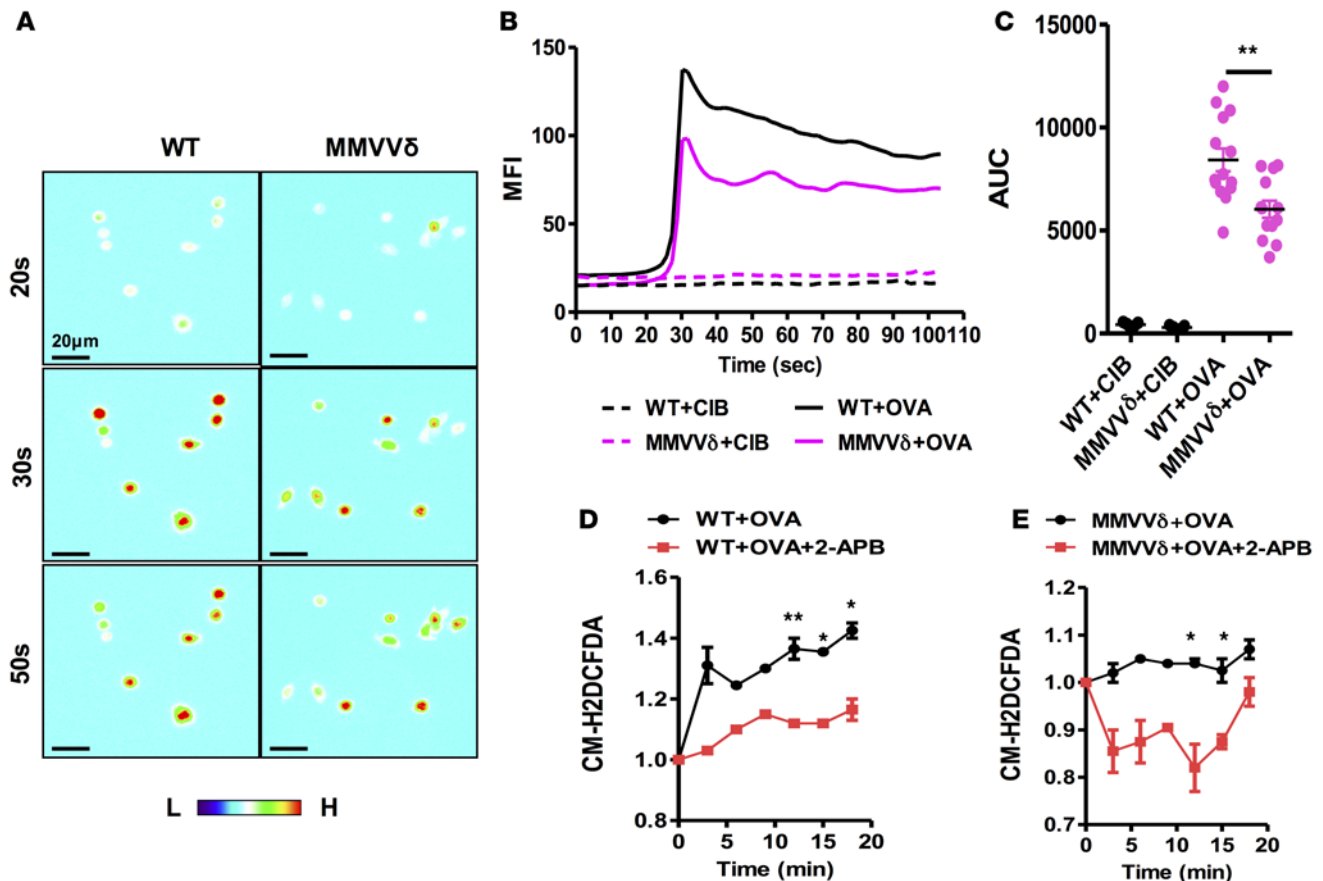 A
WT
MMVVδ
20s
20μm
30s
50s
L
H
B
MFI
150
100
50
0
0 10 20 30 40 50 60 70 80 90 100 110
Time (sec)
WT+CIB
WT+OVA
MMVVδ+CIB
MMVVδ+OVA
C
AUC
15000
10000
5000
0
**
WT+CIB
MMVVδ+CIB
WT+OVA
MMVVδ+OVA
D
WT+OVA
WT+OVA+2-APB
CM-H2DCFDA
1.6
1.4
1.2
1.0
0.8
** * *
0 5 10 15 20
Time (min)
E
MMVVδ+OVA
MMVVδ+OVA+2-APB
CM-H2DCFDA
1.2
1.1
1.0
0.9
0.8
0.7
* *
0 5 10 15 20
Time (min)